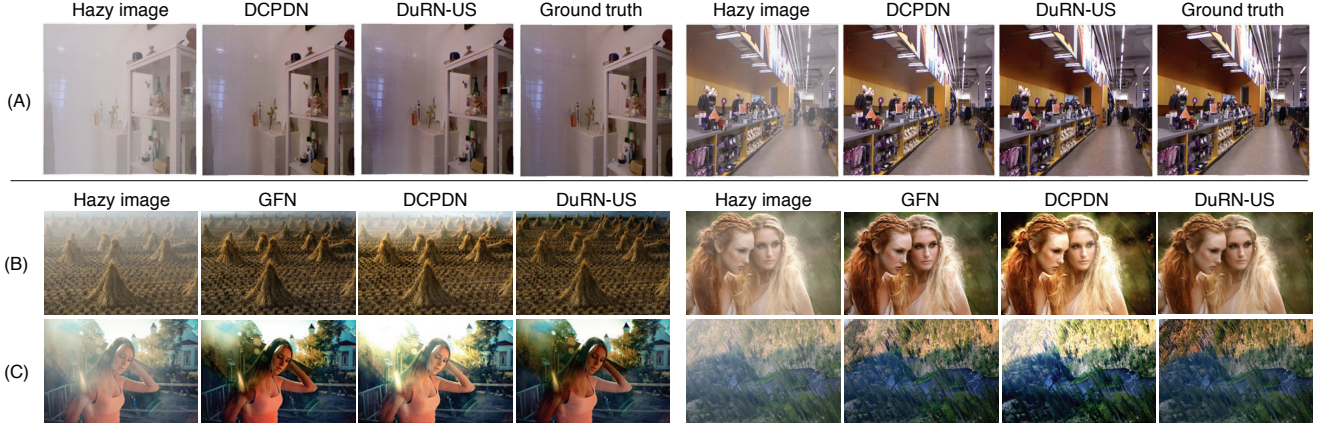 Hazy image DCPDN DuRN-US Ground truth Hazy image DCPDN DuRN-US Ground truth
(A)
Hazy image GFN DCPDN DuRN-US Hazy image GFN DCPDN DuRN-US
(B)
(C)